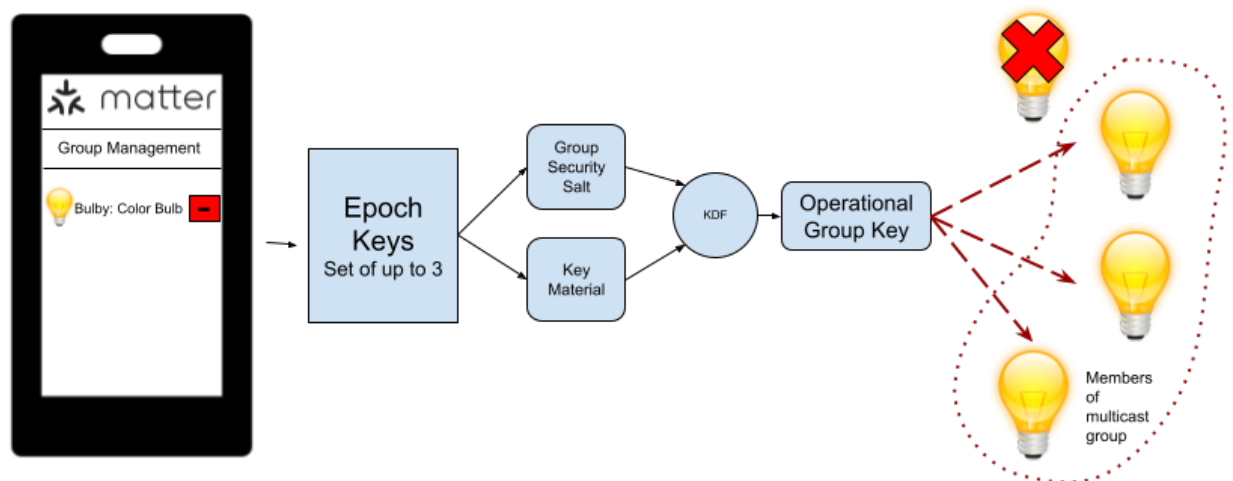 matter
Group Management
Bulby: Color Bulb
Epoch
Keys
Set of up to 3
Group
Security
Salt
Key
Material
KDF
Operational
Group Key
Members
of
multicast
group